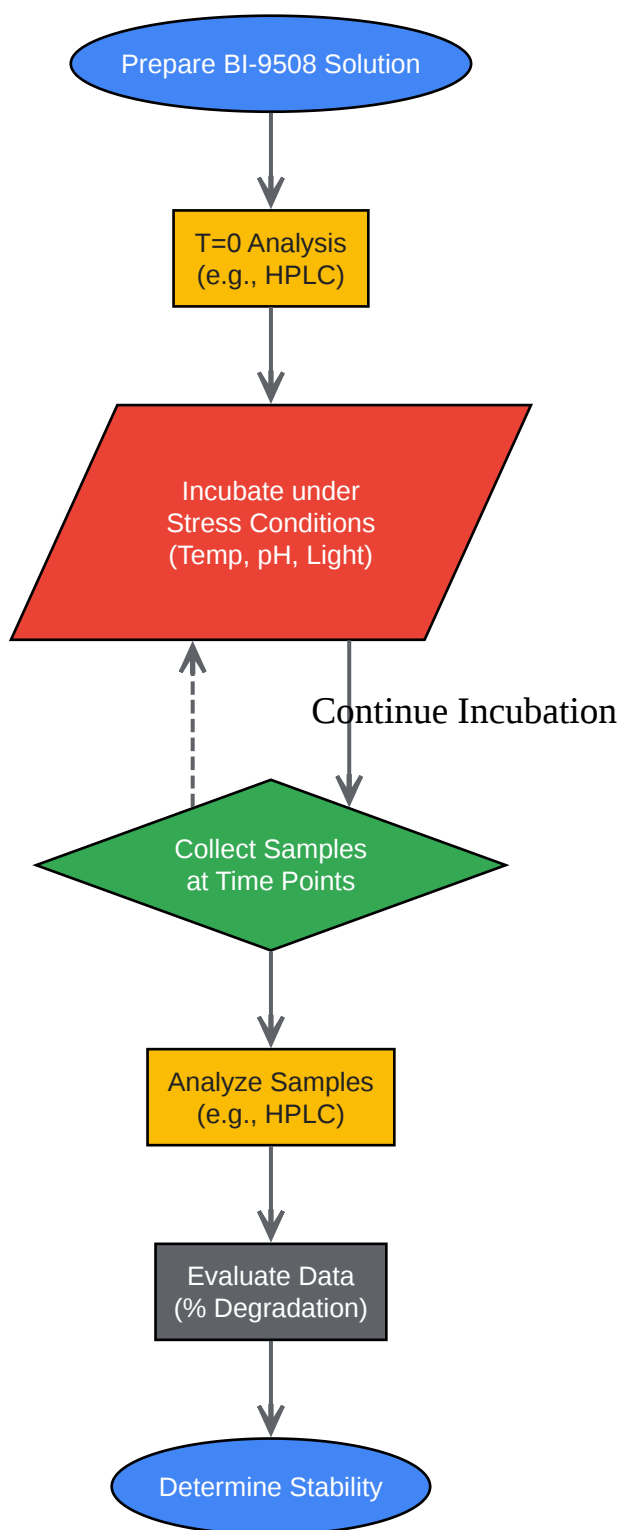 Prepare BI-9508 Solution
T=0 Analysis
(e.g., HPLC)
Incubate under
Stress Conditions
(Temp, pH, Light)
Continue Incubation
Collect Samples
at Time Points
Analyze Samples
(e.g., HPLC)
Evaluate Data
(% Degradation)
Determine Stability